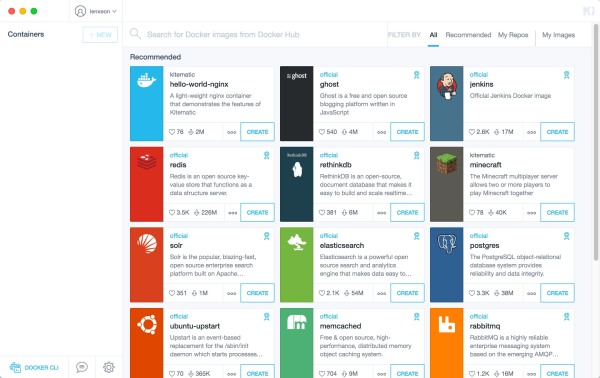 lenxeon
Containers
+ NEW
Search for Docker images from Docker Hub
FILTER BY
All
Recommended
My Repos
My Images
Recommended
kitematic
hello-world-nginx
A light-weight nginx container
that demonstrates the features of
Kitematic
76
2M
CREATE
ghost
official
ghost
Ghost is a free and open source
blogging platform written in
JavaScript
540
4M
CREATE
official
jenkins
Official Jenkins Docker image
2.6K
17M
CREATE
redis
official
redis
Redis is an open source key-
value store that functions as a
data structure server.
3.5K
226M
CREATE
RethinkDB
official
rethinkdb
RethinkDB is an open-source,
document database that makes it
easy to build and scale realtime...
381
6M
CREATE
kitematic
minecraft
The Minecraft multiplayer server
allows two or more players to
play Minecraft together
78
40K
CREATE
official
solr
Solr is the popular, blazing-fast,
open source enterprise search
platform built on Apache...
351
1M
CREATE
official
elasticsearch
Elasticsearch is a powerful open
source search and analytics
engine that makes data easy to...
2.1K
54M
CREATE
official
postgres
The PostgreSQL object-relational
database system provides
reliability and data integrity.
3.3K
38M
CREATE
official
ubuntu-upstart
Upstart is an event-based
replacement for the /sbin/init
daemon which starts processes...
70
365K
CREATE
official
memcached
Free & open source, high-
performance, distributed memory
object caching system.
704
9M
CREATE
official
rabbitmq
RabbitMQ is a highly reliable
enterprise messaging system
based on the emerging AMQP...
1.2K
16M
CREATE
DOCKER CLI